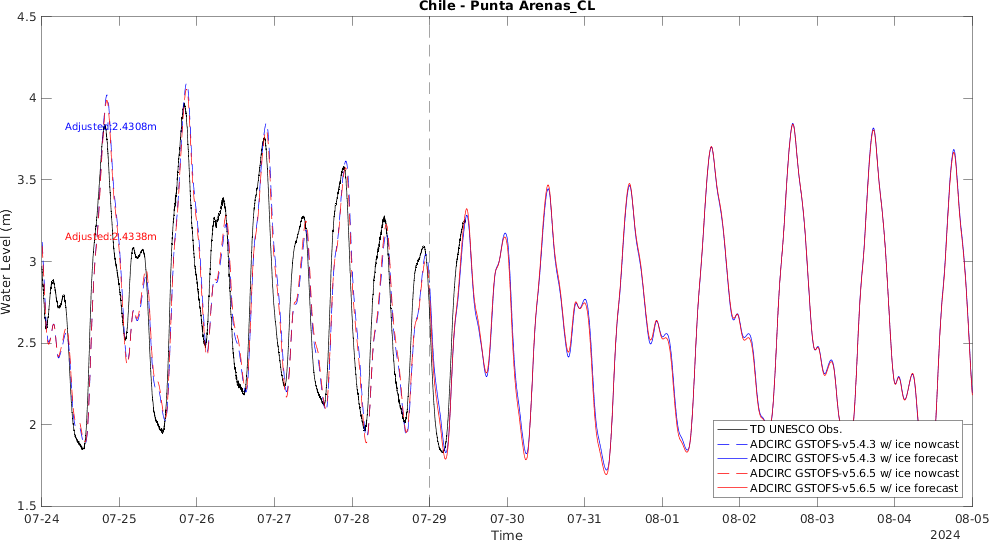 Chile - Punta Arenas_CL
4.5
4
3.5
3
2.5
2
1.5
Water Level (m)
Adjusted:2.4308m
Adjusted:2.4338m
TD UNESCO Obs.
ADCIRC GSTOFS-v5.4.3 w/ ice nowcast
ADCIRC GSTOFS-v5.4.3 w/ ice forecast
ADCIRC GSTOFS-v5.6.5 w/ ice nowcast
ADCIRC GSTOFS-v5.6.5 w/ ice forecast
07-24 07-25 07-26 07-27 07-28 07-29 07-30 07-31 08-01 08-02 08-03 08-04 08-05
Time
2024